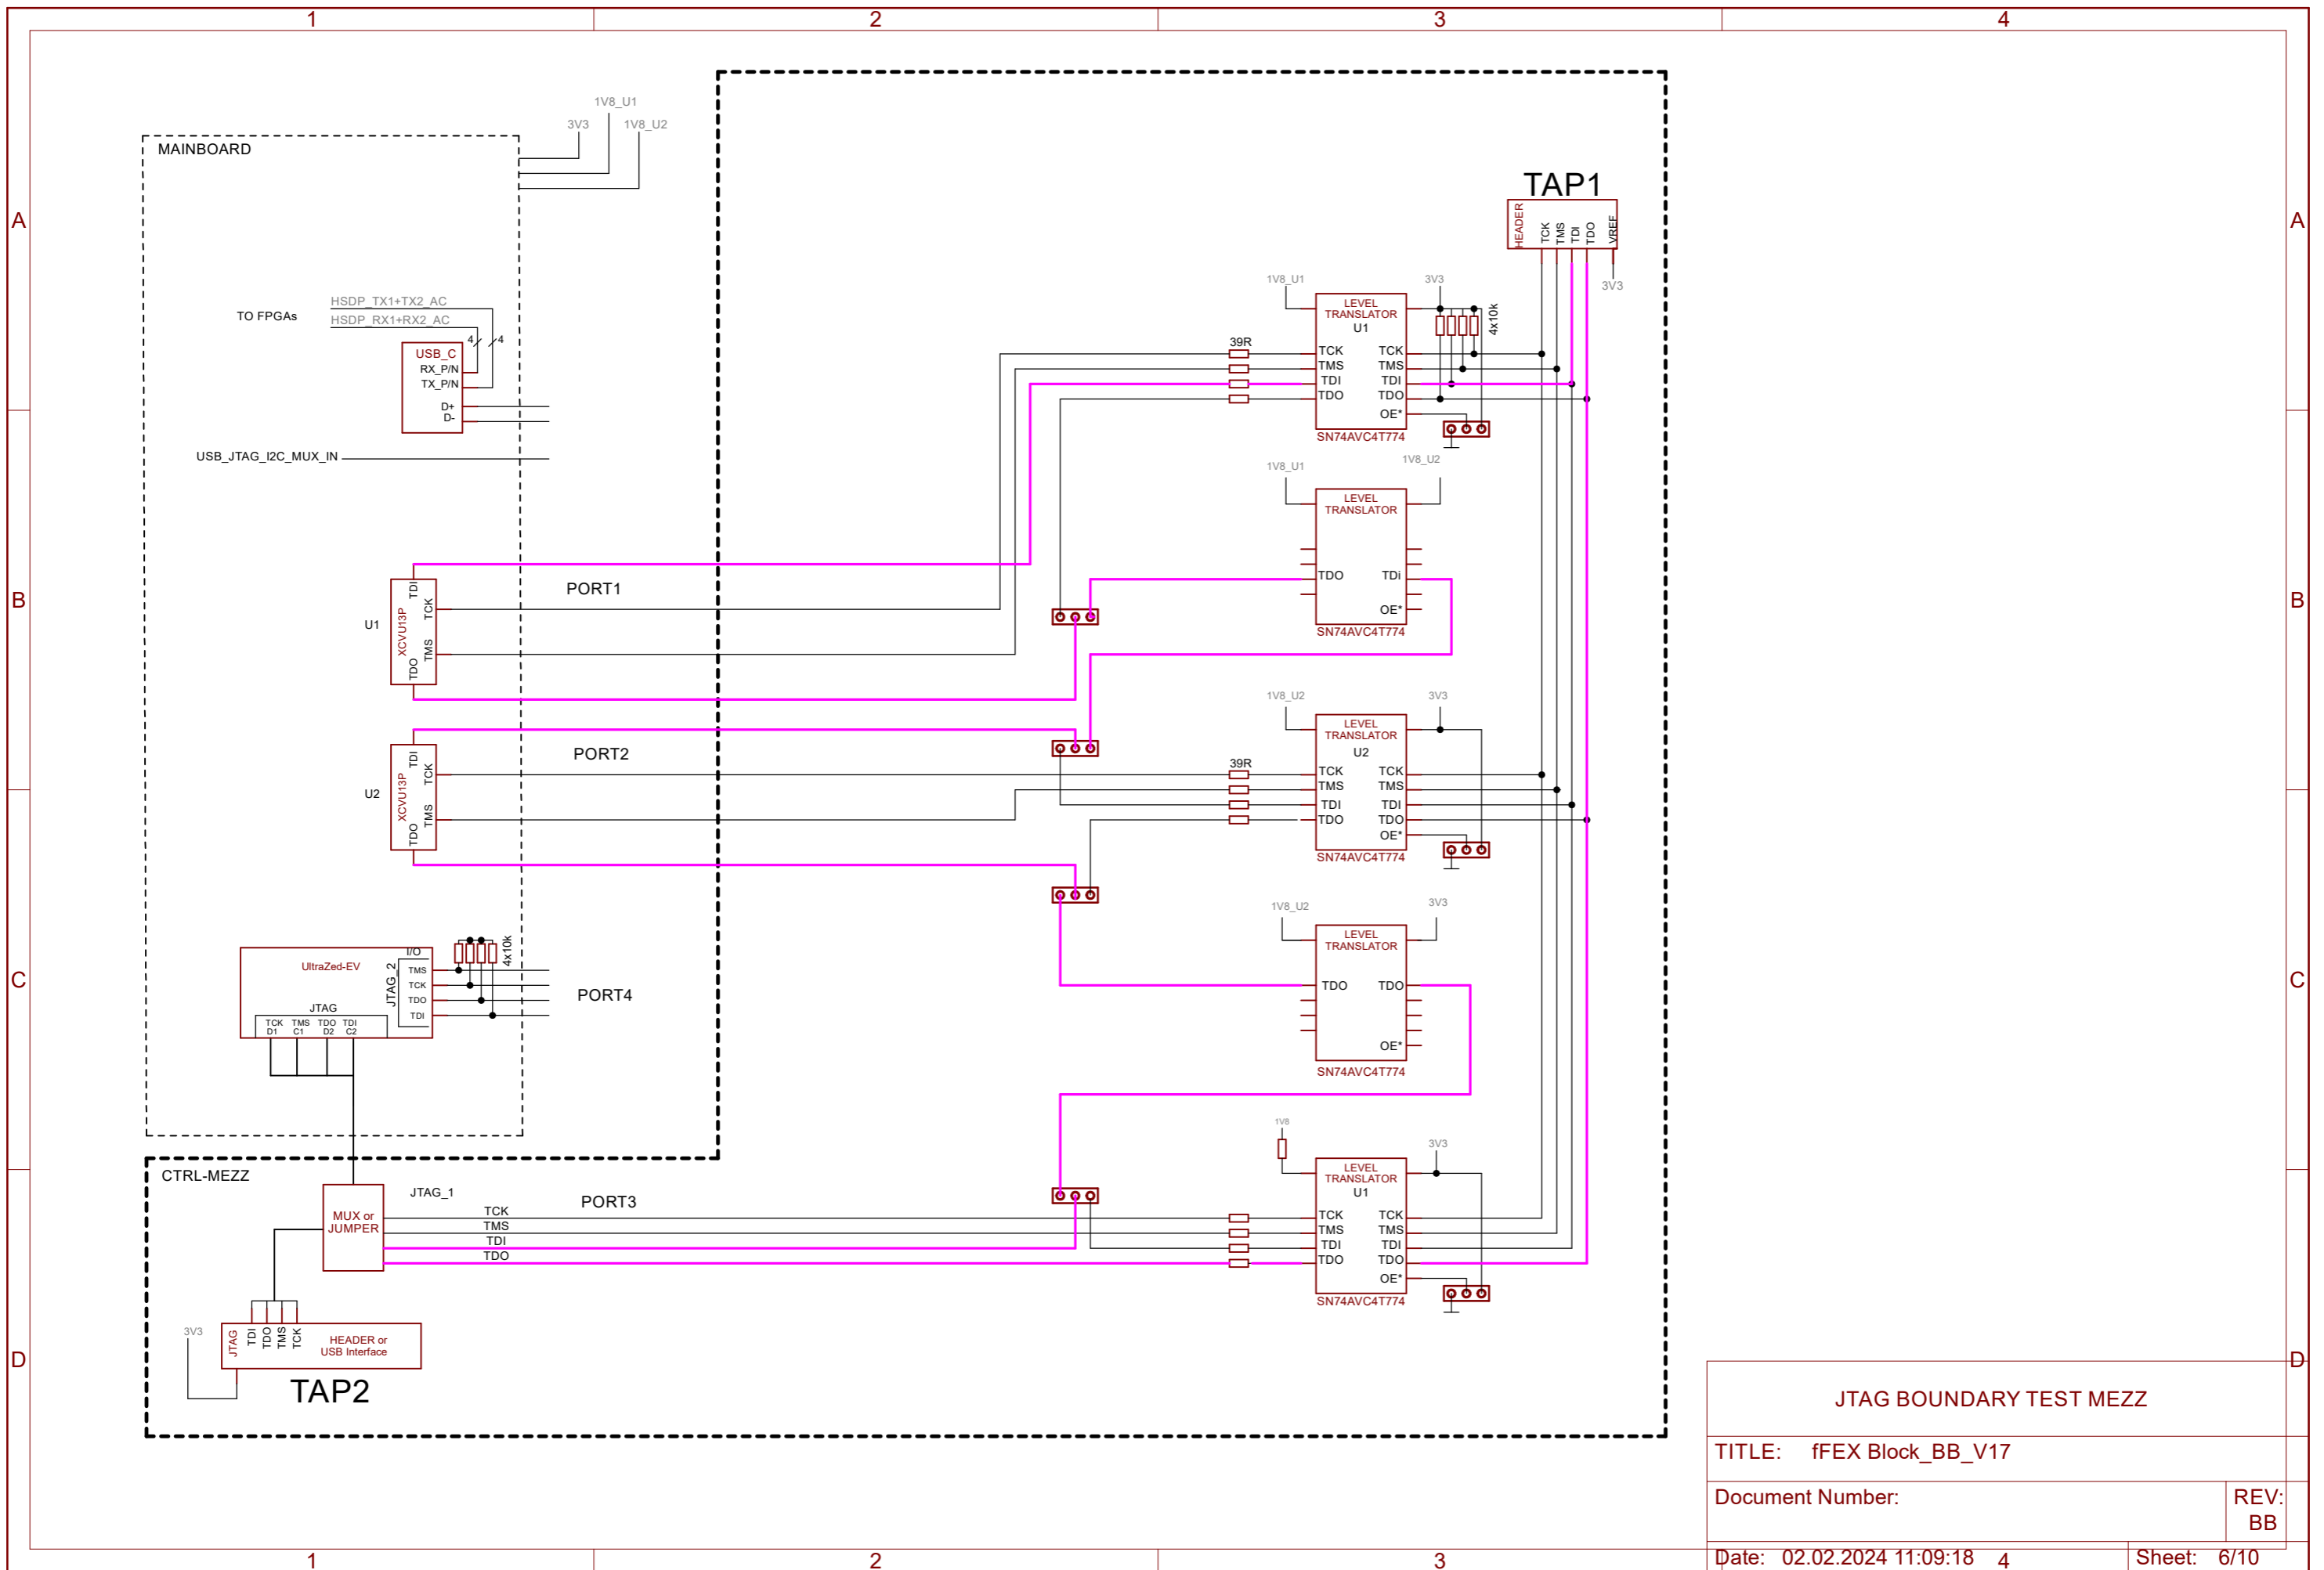 1
2
3
4
A
A
B
B
C
C
D
D
1V8_U1
3V3
1V8_U2
MAINBOARD
TO FPGAs
HSDP_TX1+TX2_AC
HSDP_RX1+RX2_AC
4
4
USB_C
RX_P/N
TX_P/N
D+
D-
USB_JTAG_I2C_MUX_IN
PORT1
U1
XCVU13P
TDI
TCK
TMS
TDO
PORT2
U2
XCVU13P
TDI
TCK
TMS
TDO
UltraZed-EV
I/O
JTAG_2
TMS
TCK
TDO
TDI
4x10k
PORT4
JTAG
TCK TMS TDO TDI
D1 C1 D2 C2
CTRL-MEZZ
MUX or
JUMPER
JTAG_1
PORT3
TCK
TMS
TDI
TDO
3V3
JTAG
TDI
TDO
TMS
TCK
HEADER or
USB Interface
TAP2
TAP1
HEADER
TCK
TMS
TDI
TDO
VREF
3V3
1V8_U1
3V3
LEVEL
TRANSLATOR
U1
4x10k
39R
TCK TCK
TMS TMS
TDI TDI
TDO TDO
OE*
SN74AVC4T774
1V8_U1
1V8_U2
LEVEL
TRANSLATOR
TDO TDi
OE*
SN74AVC4T774
1V8_U2
3V3
LEVEL
TRANSLATOR
U2
39R
TCK TCK
TMS TMS
TDI TDI
TDO TDO
OE*
SN74AVC4T774
1V8_U2
3V3
LEVEL
TRANSLATOR
TDO TDO
OE*
SN74AVC4T774
1V8
3V3
LEVEL
TRANSLATOR
U1
TCK TCK
TMS TMS
TDI TDI
TDO TDO
OE*
SN74AVC4T774
JTAG BOUNDARY TEST MEZZ
TITLE: fFEX Block_BB_V17
Document Number:
REV:
BB
Date: 02.02.2024 11:09:18
Sheet: 6/10
1
2
3
4